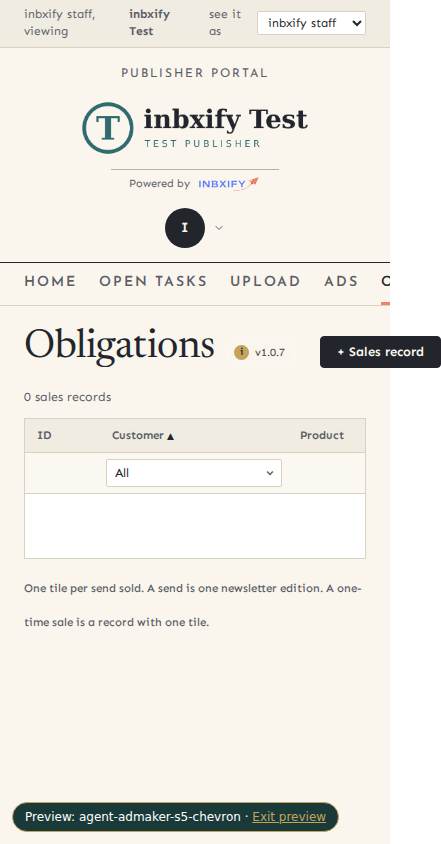 inbxify staff, viewing
inbxify Test
see it as
inbxify staff
PUBLISHER PORTAL
T
inbxify Test
TEST PUBLISHER
Powered by INBXIFY
I
HOME OPEN TASKS UPLOAD ADS
Obligations
i v1.0.7
+ Sales record
0 sales records
ID Customer ▲ Product
All
One tile per send sold. A send is one newsletter edition. A one-
time sale is a record with one tile.
Preview: agent-admaker-s5-chevron · Exit preview